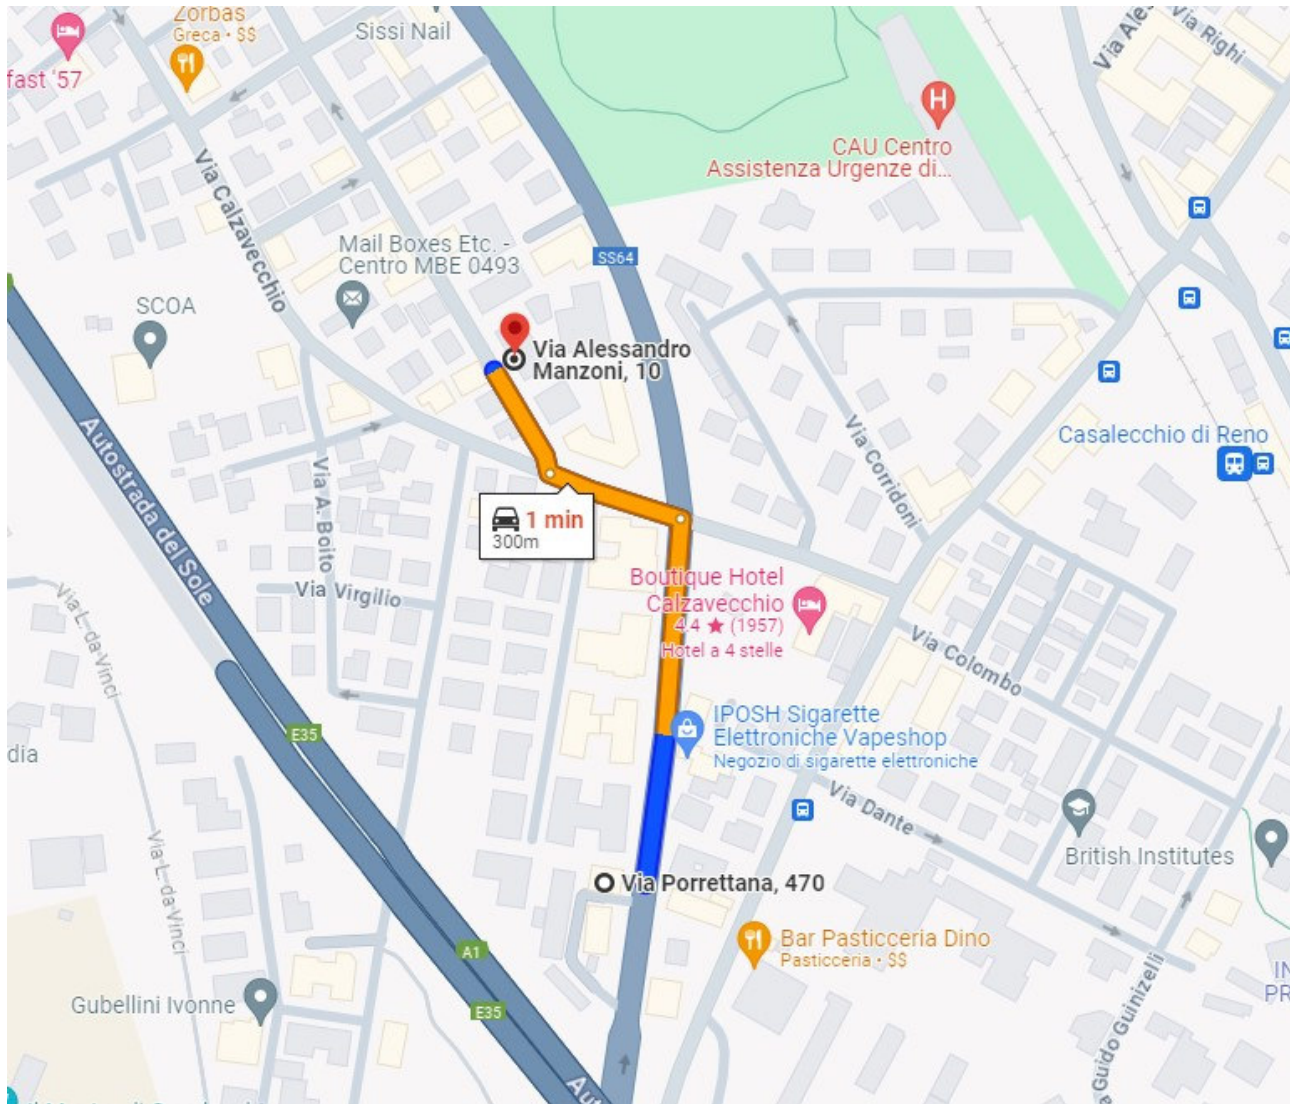 Zorbas
Greca • $$
Sissi Nail
Via Righi
fast '57
CAU Centro
Assistenza Urgenze di...
Via Calzavecchio
Mail Boxes Etc. -
Centro MBE 0493
SS64
SCOA
Via Alessandro
Manzoni, 10
Autostrada del Sole
Via A. Boito
Via Corridoni
Casalecchio di Reno
1 min
300m
Via Virgilio
Boutique Hotel
Calzavecchio
4.4 ★ (1957)
Hotel a 4 stelle
Via L. da Vinci
Via Colombo
IPOSH Sigarette
Elettroniche Vapeshop
Negozio di sigarette elettroniche
E35
dia
Via Dante
Via L. da Vinci
British Institutes
Via Porrettana, 470
A1
Bar Pasticceria Dino
Pasticceria • $$
Gubellini Ivonne
E35
Via Guido Guinizelli
IN
PR